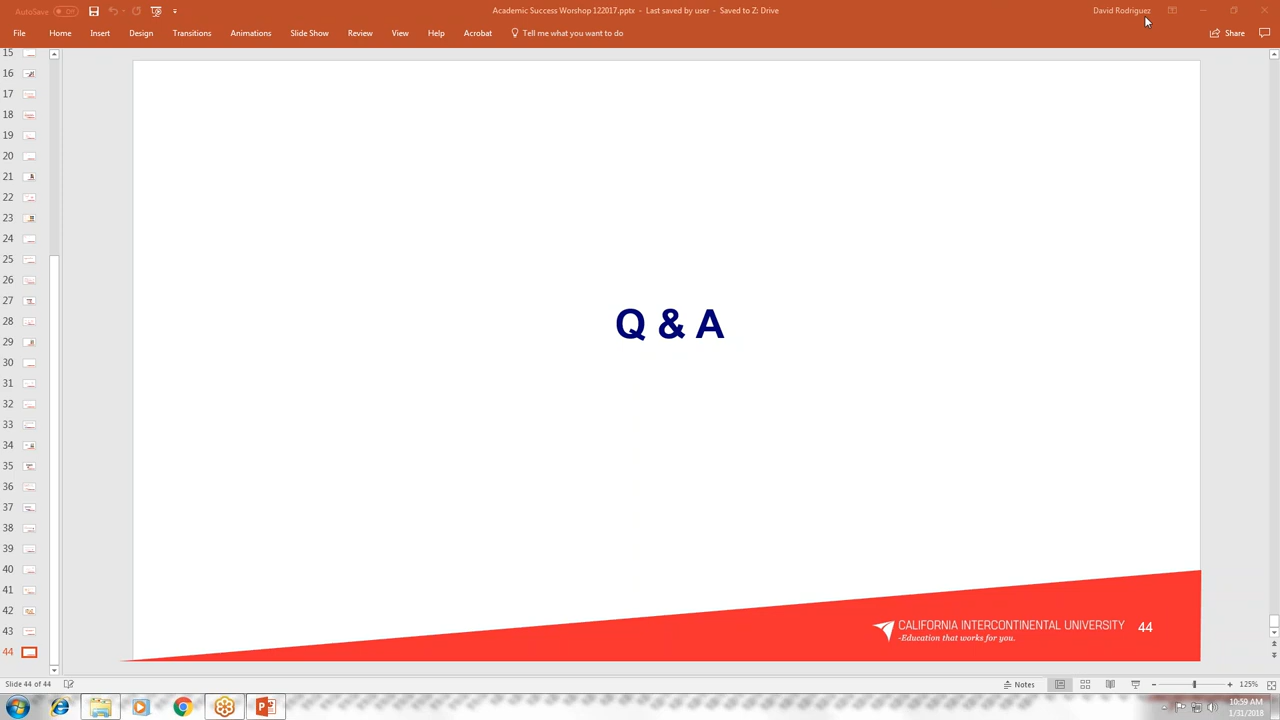 AutoSave Off
Academic Success Worshop 122017.pptx - Last saved by user - Saved to Z: Drive
David Rodriguez
File Home Insert Design Transitions Animations Slide Show Review View Help Acrobat Tell me what you want to do
Share
15
16
17
18
19
20
21
22
23
24
25
26
27
30
31
32
33
34
35
36
37
38
39
40
41
42
43
44
Q & A
CALIFORNIA INTERCONTINENTAL UNIVERSITY
-Education that works for you.
44
Slide 44 of 44
Notes
125%
10:59 AM
1/31/2018